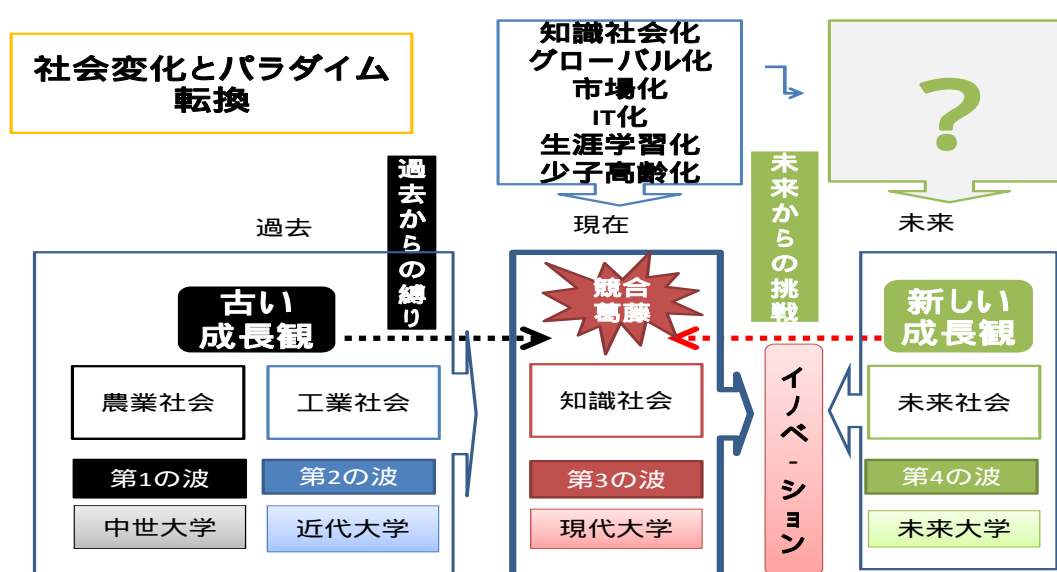 社会変化とパラダイム
転換
知識社会化
グローバル化
市場化
IT化
生涯学習化
少子高齢化
?
過去からの縛り
未来からの挑戦
過去
現在
未来
古い
成長観
競合
葛藤
新しい
成長観
農業社会
工業社会
知識社会
イノベ-ション
未来社会
第1の波
第2の波
第3の波
第4の波
中世大学
近代大学
現代大学
未来大学